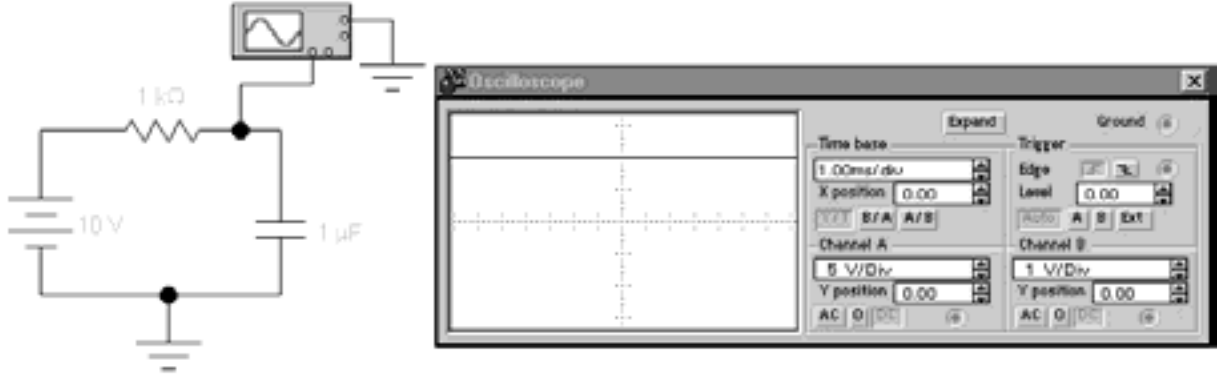 1 kΩ
10 V
1 μF
Oscilloscope
Expand
Ground
Time base
1.00ms/div
X position 0.00
Y/T B/A A/B
Trigger
Edge
Level 0.00
Auto A B Ext
Channel A
5 V/Div
Y position 0.00
AC 0 DC
Channel B
1 V/Div
Y position 0.00
AC 0 DC